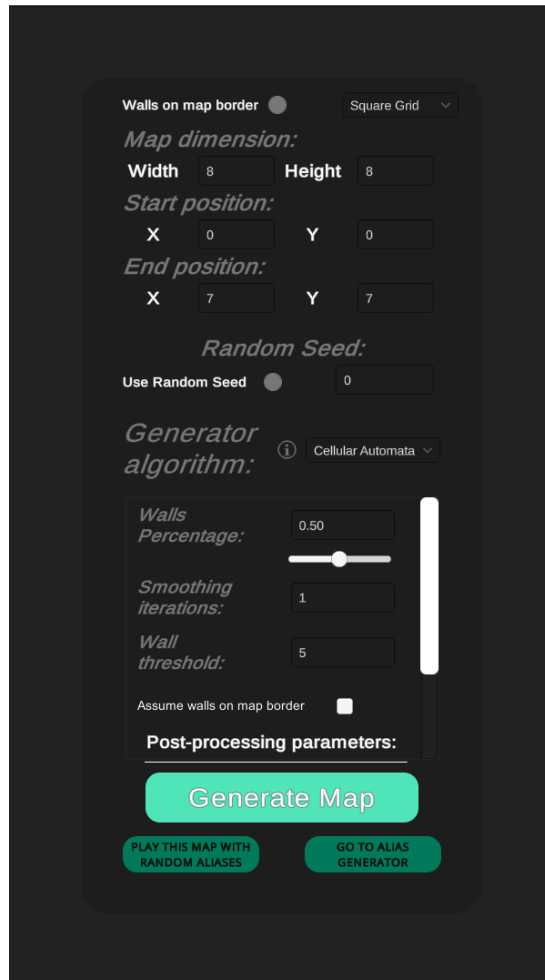 Walls on map border
Square Grid
Map dimension:
Width 8 Height 8
Start position:
X 0 Y 0
End position:
X 7 Y 7
Random Seed:
Use Random Seed 0
Generator
algorithm:
i
Cellular Automata
Walls
Percentage:
0.50
Smoothing
iterations:
1
Wall
threshold:
5
Assume walls on map border
Post-processing parameters:
Generate Map
PLAY THIS MAP WITH
RANDOM ALIASES
GO TO ALIAS
GENERATOR